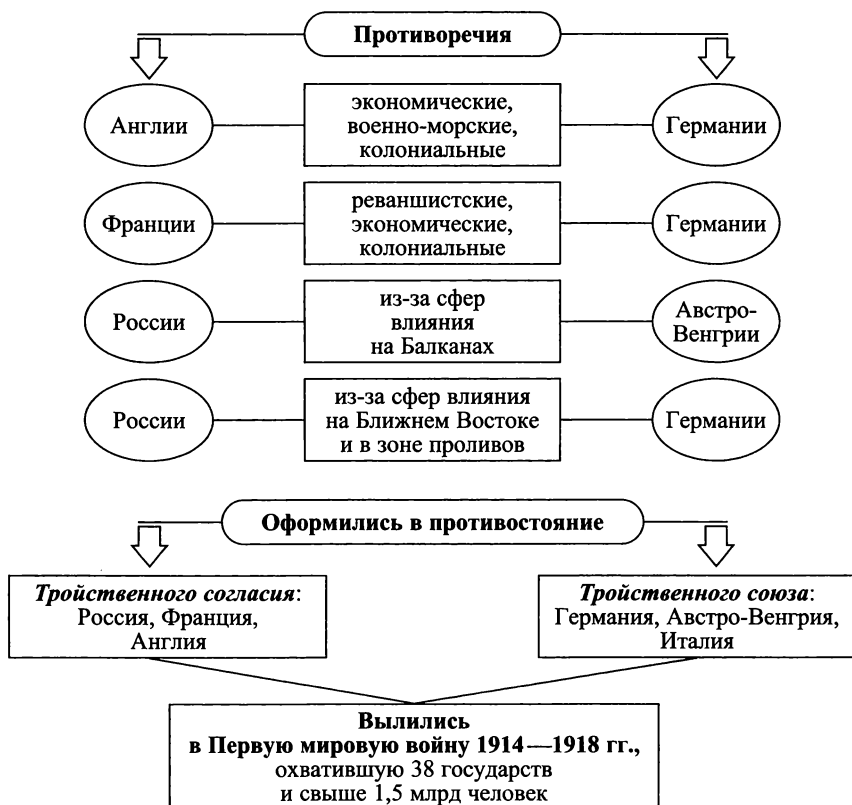 Противоречия
Англии
экономические,
военно-морские,
колониальные
Германии
Франции
реваншистские,
экономические,
колониальные
Германии
России
из-за сфер
влияния
на Балканах
Австро-
Венгрии
России
из-за сфер влияния
на Ближнем Востоке
и в зоне проливов
Германии
Оформились в противостояние
Тройственного согласия:
Россия, Франция,
Англия
Тройственного союза:
Германия, Австро-Венгрия,
Италия
Вылились
в Первую мировую войну 1914—1918 гг.,
охватившую 38 государств
и свыше 1,5 млрд человек